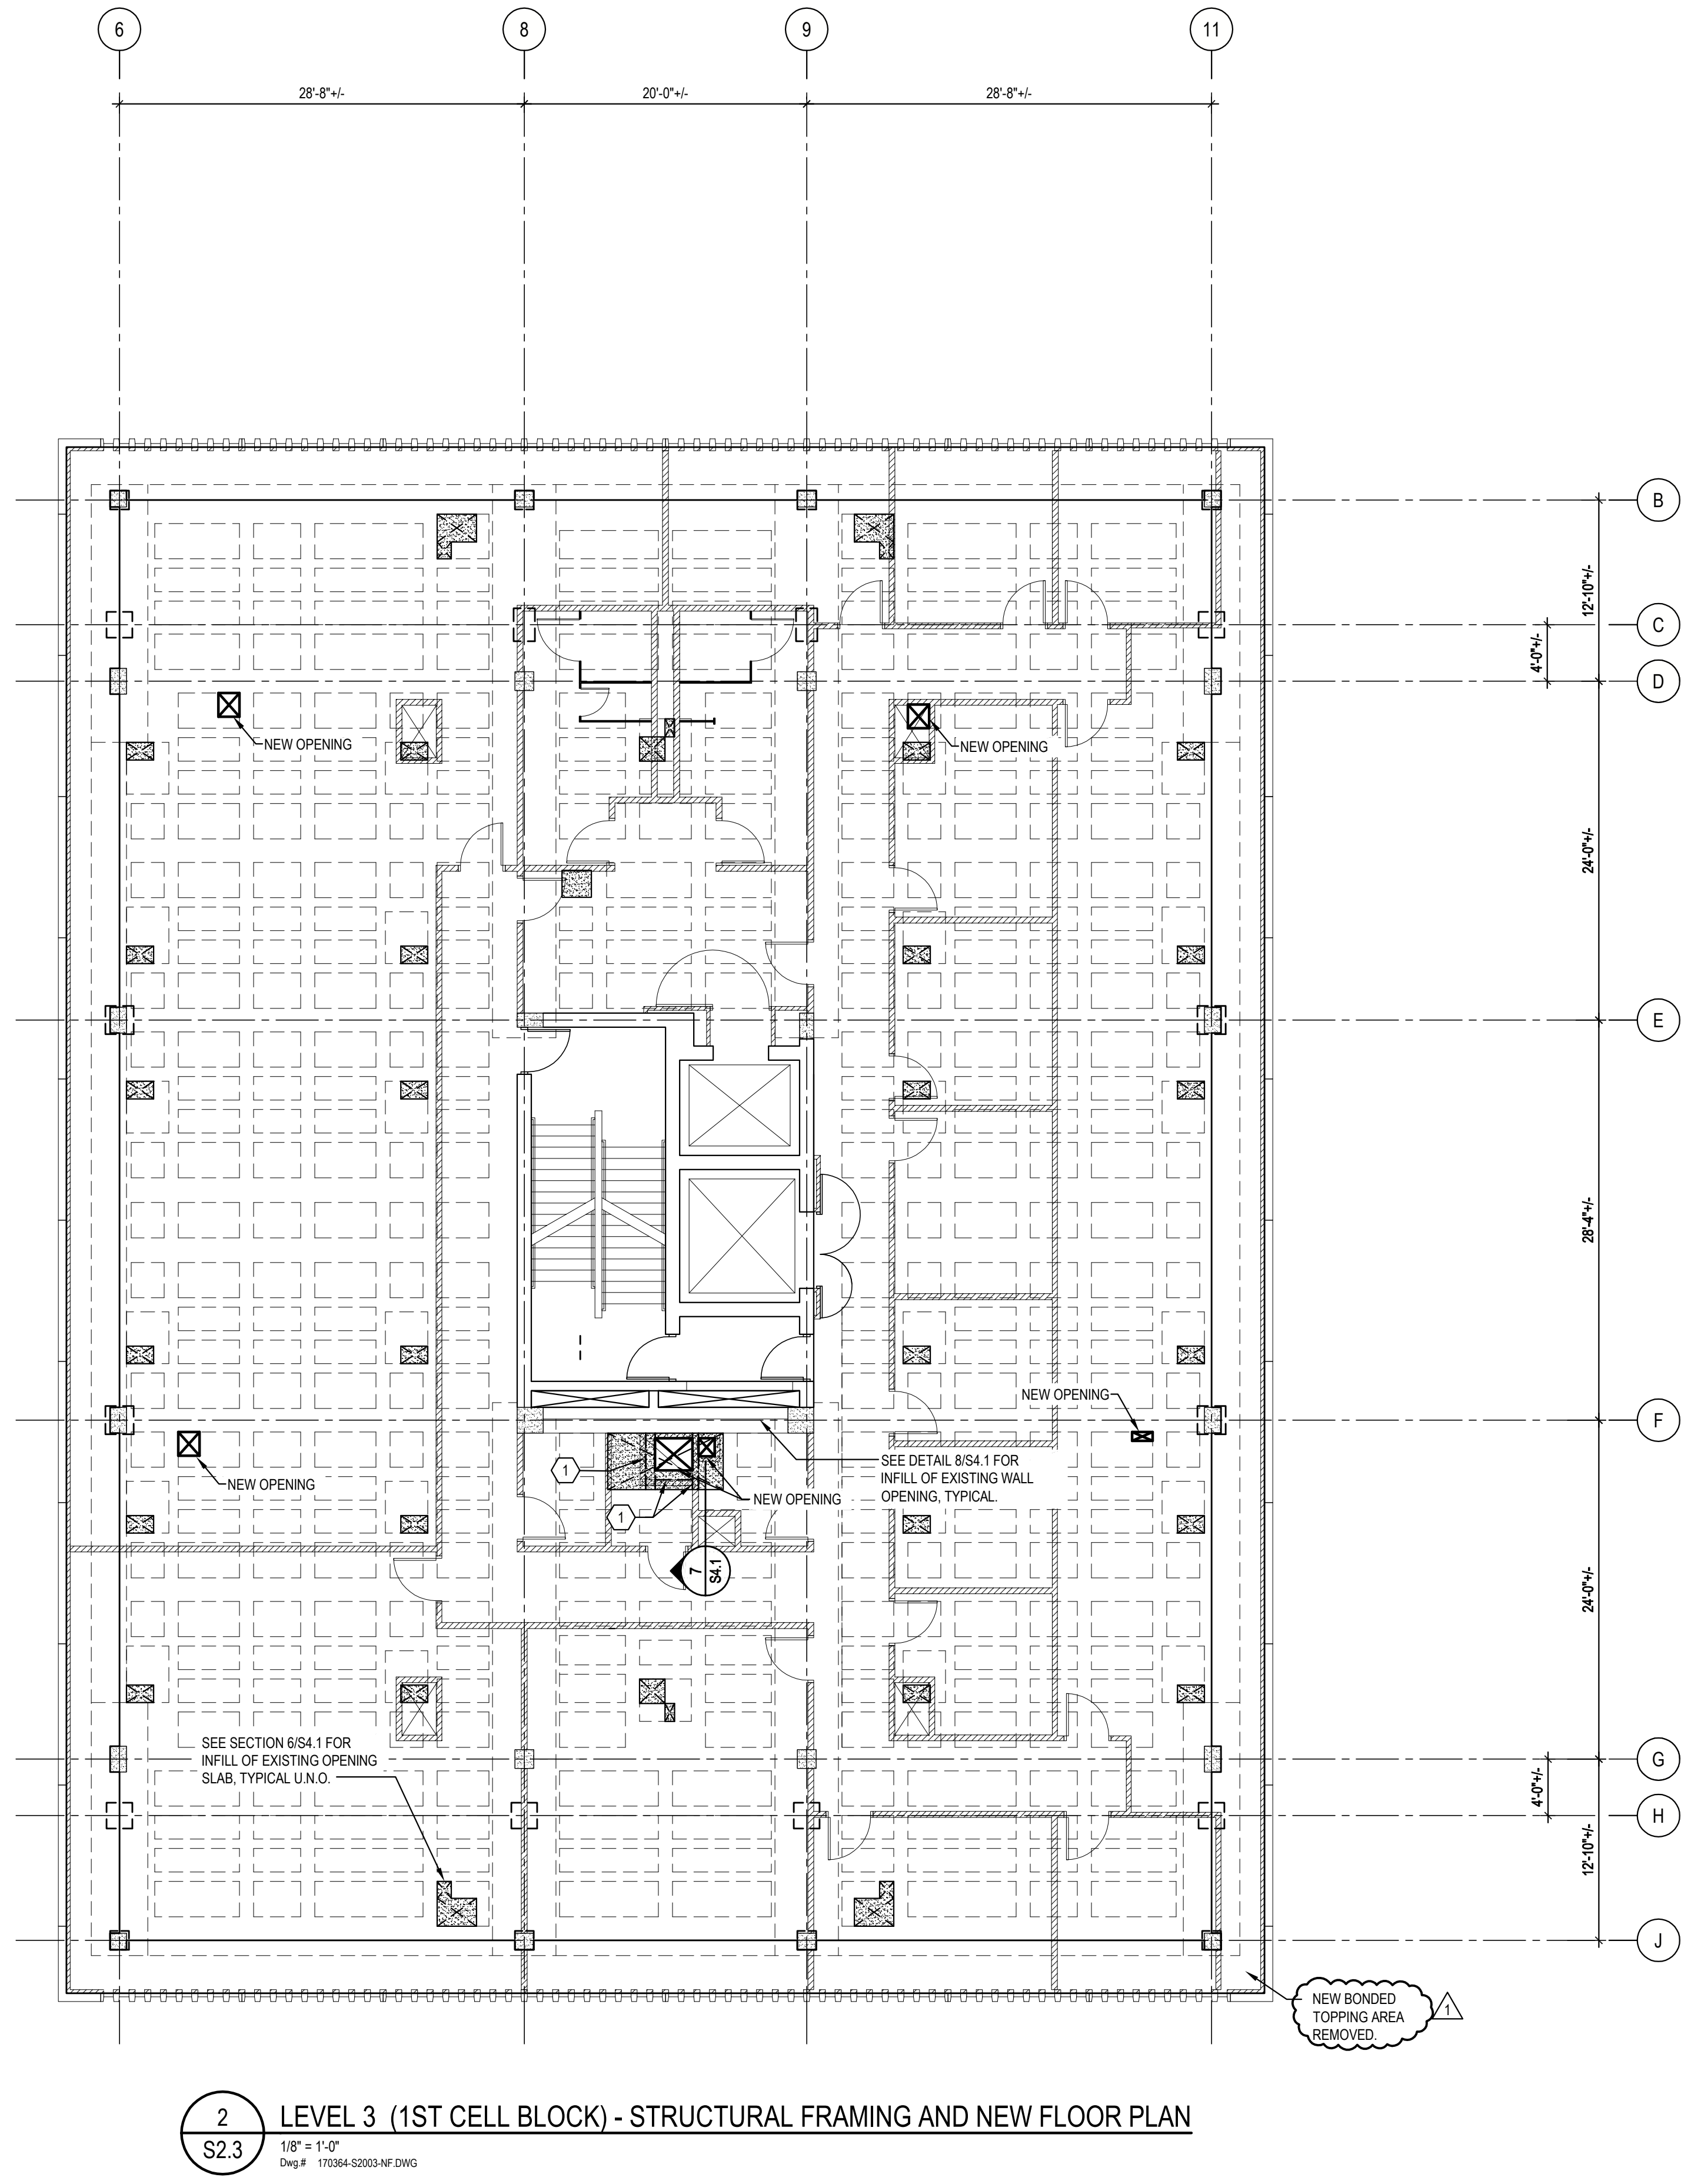 6
8
9
11
28'-8"+/-
20'-0"+/-
28'-8"+/-
B
12'-10"+/-
C
4'-0"+/-
D
NEW OPENING
NEW OPENING
24'-0"+/-
E
28'-4"+/-
NEW OPENING
F
SEE DETAIL 8/S4.1 FOR
INFILL OF EXISTING WALL
OPENING, TYPICAL.
1
NEW OPENING
NEW OPENING
1
7
S4.1
24'-0"+/-
SEE SECTION 6/S4.1 FOR
INFILL OF EXISTING OPENING
SLAB, TYPICAL U.N.O.
G
4'-0"+/-
H
12'-10"+/-
J
NEW BONDED
TOPPING AREA
REMOVED.
1
2
S2.3
LEVEL 3 (1ST CELL BLOCK) - STRUCTURAL FRAMING AND NEW FLOOR PLAN
1/8" = 1'-0"
Dwg.# 170364-S2003-NF.DWG